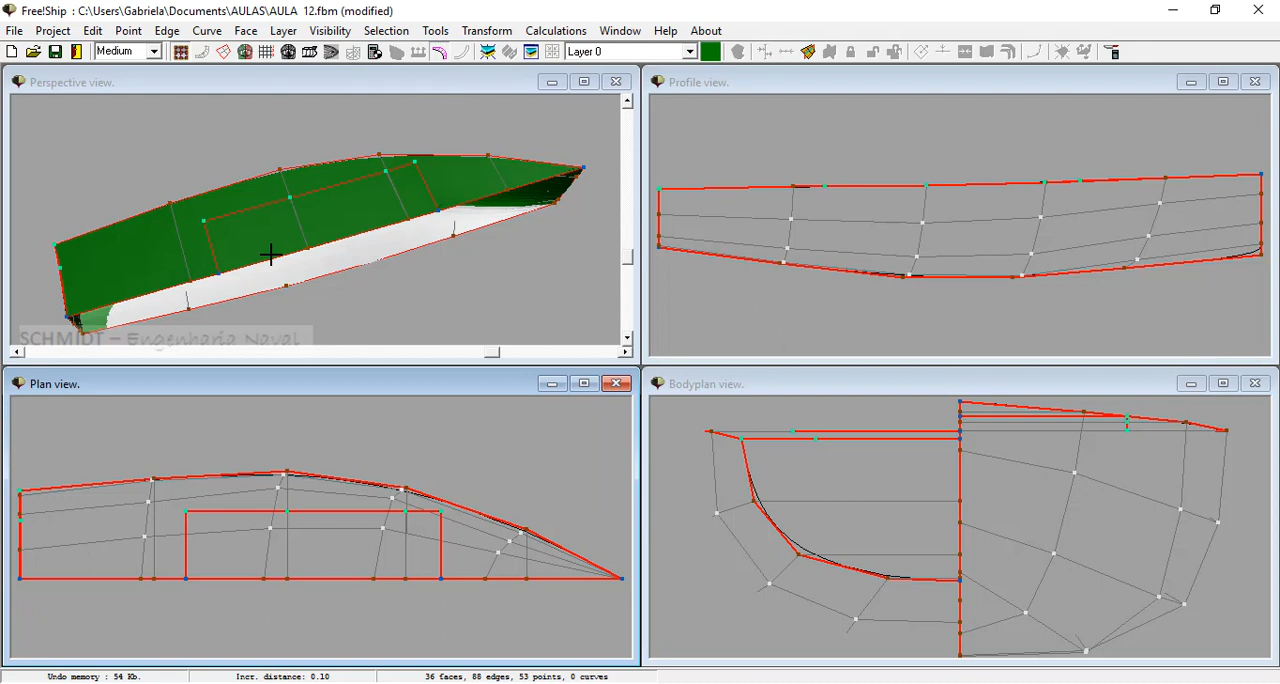 Free!Ship : C:\Users\Gabriela\Documents\AULAS\AULA 12.fbm (modified)
File Project Edit Point Edge Curve Face Layer Visibility Selection Tools Transform Calculations Window Help About
Medium Layer 0
Perspective view. Profile view.
SCHMIDT – Engenharia Naval
Plan view. Bodyplan view.
Undo memory : 54 Kb. Incr. distance: 0.10 36 faces, 88 edges, 53 points, 0 curves